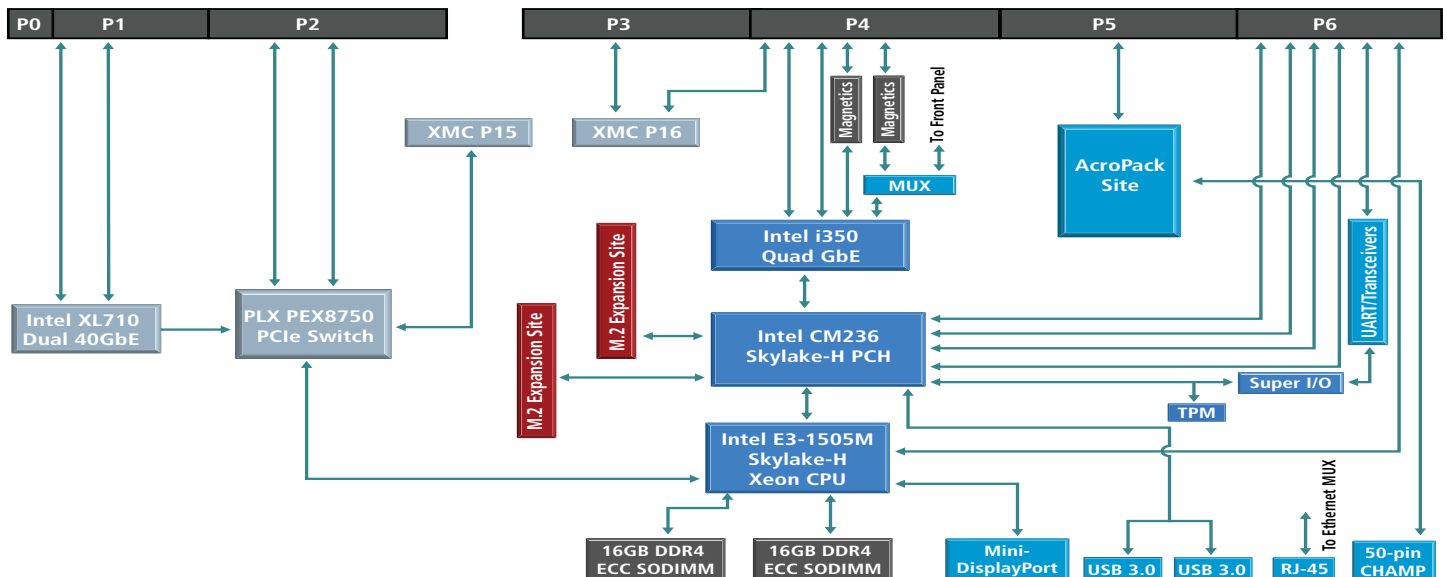 P0
P1
P2
P3
P4
P5
P6
XMC P15
XMC P16
Magnetics
Magnetics
To Front Panel
MUX
AcroPack
Site
Intel i350
Quad GbE
M.2 Expansion Site
M.2 Expansion Site
UART/Transceivers
Intel XL710
Dual 40GbE
PLX PEX8750
PCIe Switch
Intel CM236
Skylake-H PCH
Super I/O
TPM
Intel E3-1505M
Skylake-H
Xeon CPU
To Ethernet MUX
16GB DDR4
ECC SODIMM
16GB DDR4
ECC SODIMM
Mini-
DisplayPort
USB 3.0
USB 3.0
RJ-45
50-pin
CHAMP